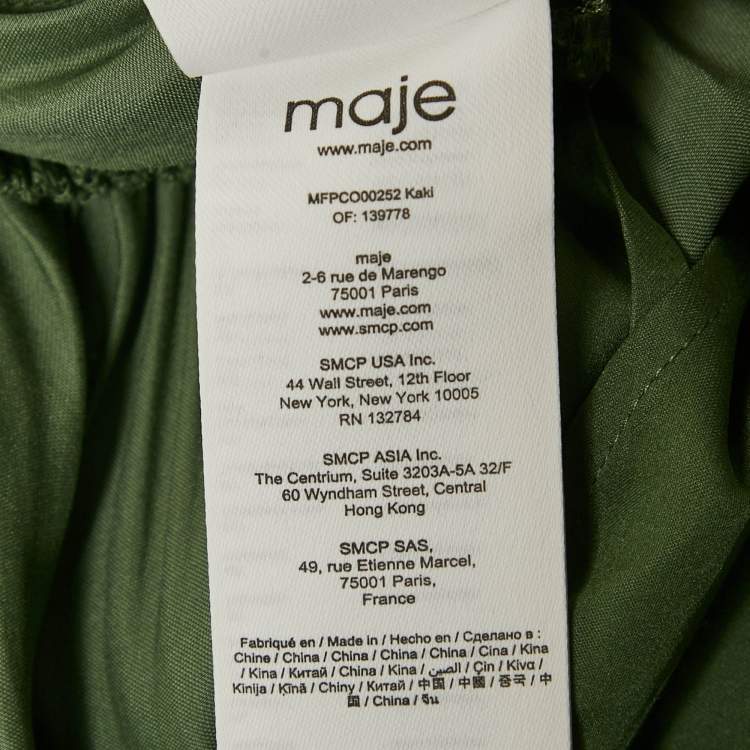 maje
www.maje.com
MFPCO00252 Kaki
OF: 139778
maje
2-6 rue de Marengo
75001 Paris
www.maje.com
www.smcp.com
SMCP USA Inc.
44 Wall Street, 12th Floor
New York, New York 10005
RN 132784
SMCP ASIA Inc.
The Centrium, Suite 3203A-5A 32/F
60 Wyndham Street, Central
Hong Kong
SMCP SAS,
49, rue Etienne Marcel,
75001 Paris,
France
Fabriqué en / Made in / Hecho en / Сделано в :
Chine / China / China / China / China / Cina / Kina
/ Kina / Китай / China / Kina / الصين / Çin / Κίνα /
Kinija / Ķīnā / Chiny / Китай / 中国 / 中國 / 중국 / 中
国 / China / จีน